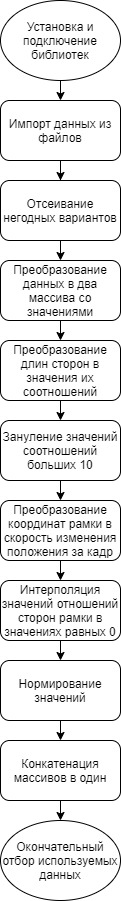 Установка и
подключение
библиотек
Импорт данных из
файлов
Отсеивание
негодных вариантов
Преобразование
данных в два
массива со
значениями
Преобразование
длин сторон в
значения их
соотношений
Зануление значений
соотношений
больших 10
Преобразование
координат рамки в
скорость изменения
положения за кадр
Интерполяция
значений отношений
сторон рамки в
значениях равных 0
Нормирование
значений
Конкатенация
массивов в один
Окончательный
отбор используемых
данных